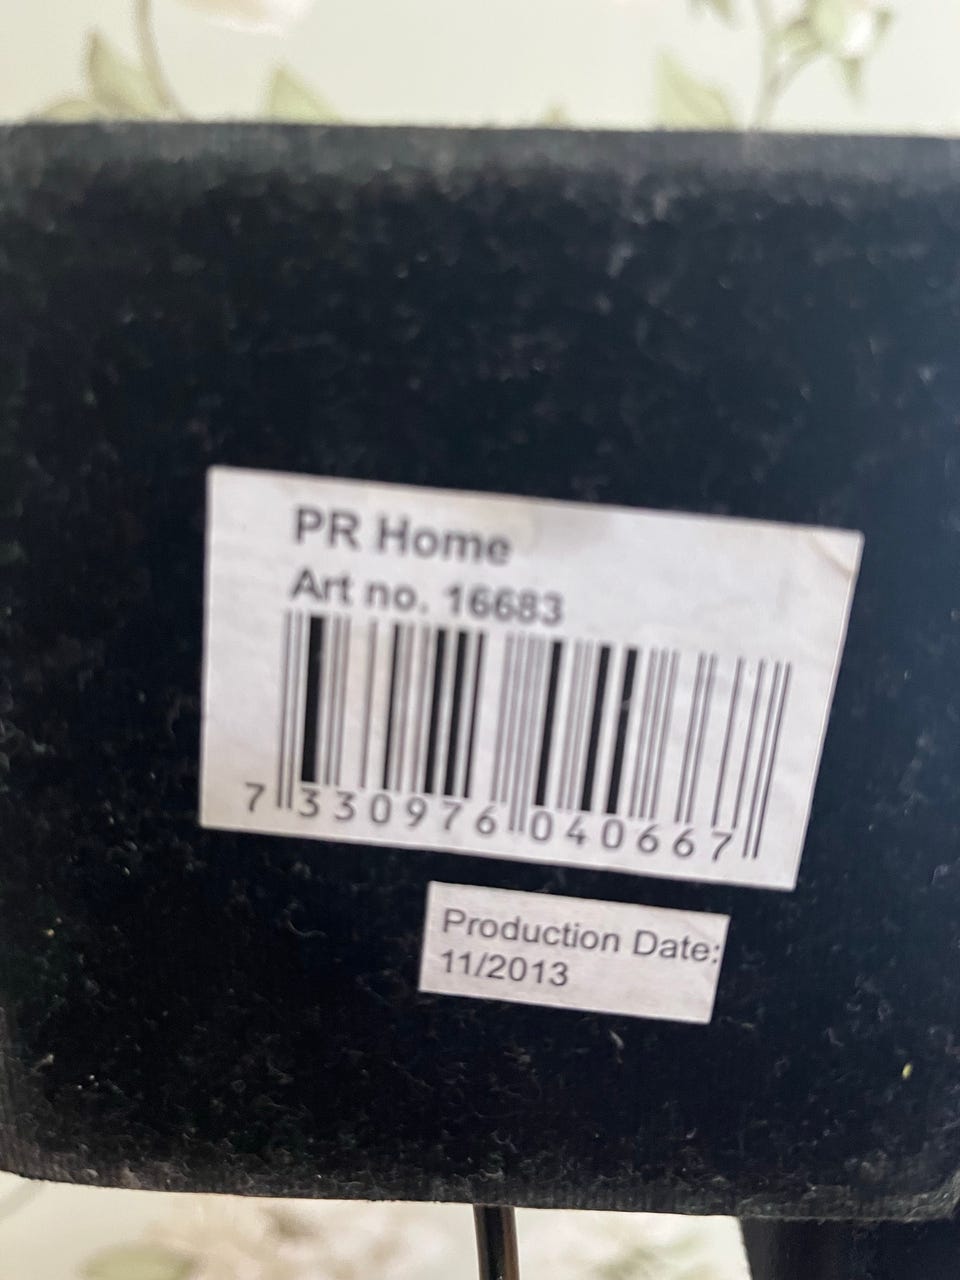 PR Home
Art no. 16683
7 330976 040667
Production Date:
11/2013